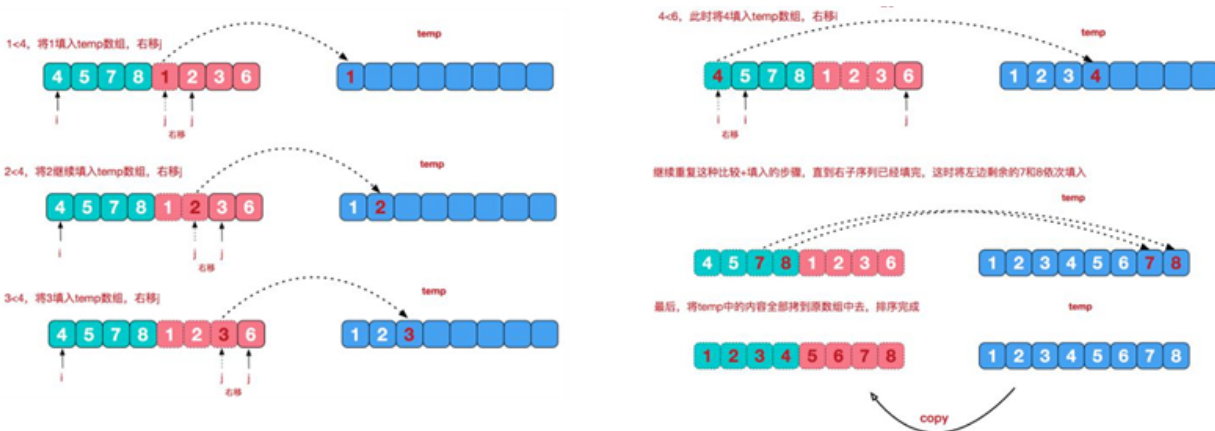 1<4，将1填入temp数组，右移j
temp
4 5 7 8 1 2 3 6
1
i
j
j
右移
2<4，将2继续填入temp数组，右移j
temp
4 5 7 8 1 2 3 6
1 2
i
j
j
右移
3<4，将3填入temp数组，右移j
temp
4 5 7 8 1 2 3 6
1 2 3
i
j
j
右移
4<6，此时将4填入temp数组，右移i
temp
4 5 7 8 1 2 3 6
1 2 3 4
i
i
j
右移
继续重复这种比较+填入的步骤，直到右子序列已经填完，这时将左边剩余的7和8依次填入
temp
4 5 7 8 1 2 3 6
1 2 3 4 5 6 7 8
最后，将temp中的内容全部拷到原数组中去，排序完成
temp
1 2 3 4 5 6 7 8
1 2 3 4 5 6 7 8
copy